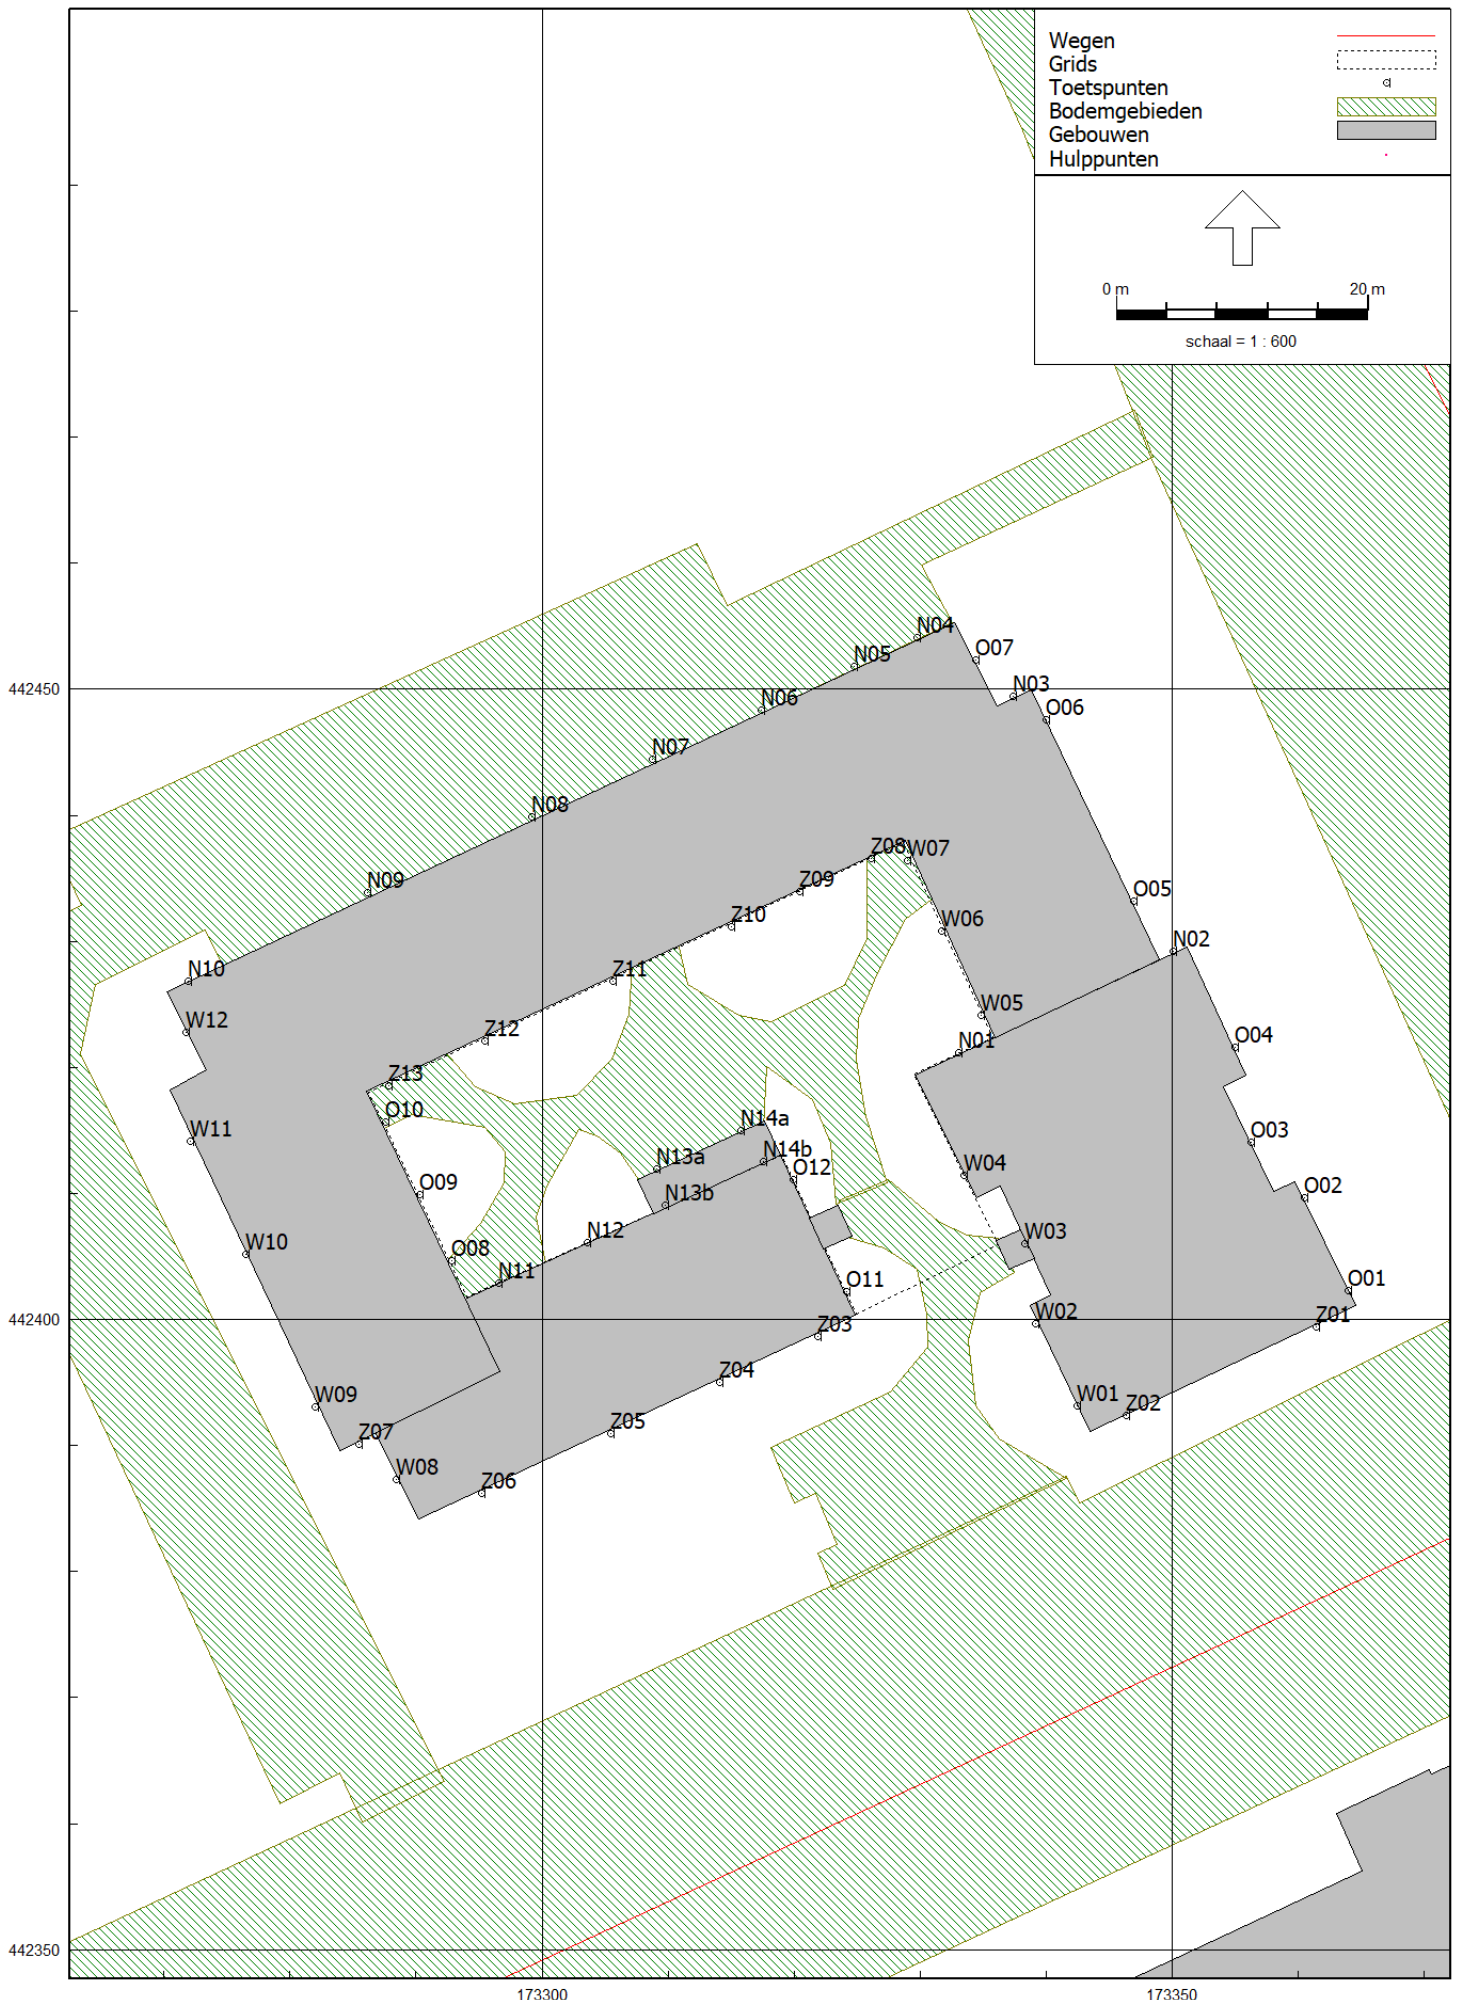 Wegen
Grids
Toetspunten
Bodemgebieden
Gebouwen
Hulppunten
0 m 20 m
schaal = 1 : 600
N04
O07
N05
442450
N03
N06
O06
N07
N08
Z08 W07
N09
Z09
O05
Z10
W06
N02
N10
Z11
W05
W12
Z12
N01
O04
Z13
O10
N14a
W11
O03
N14b
N13a
O12
W04
O09
N13b
O02
N12
W03
W10
O08
N11
O11
O01
442400
W02
Z01
Z03
Z04
W09
W01
Z02
Z05
Z07
W08
Z06
442350
173300 173350